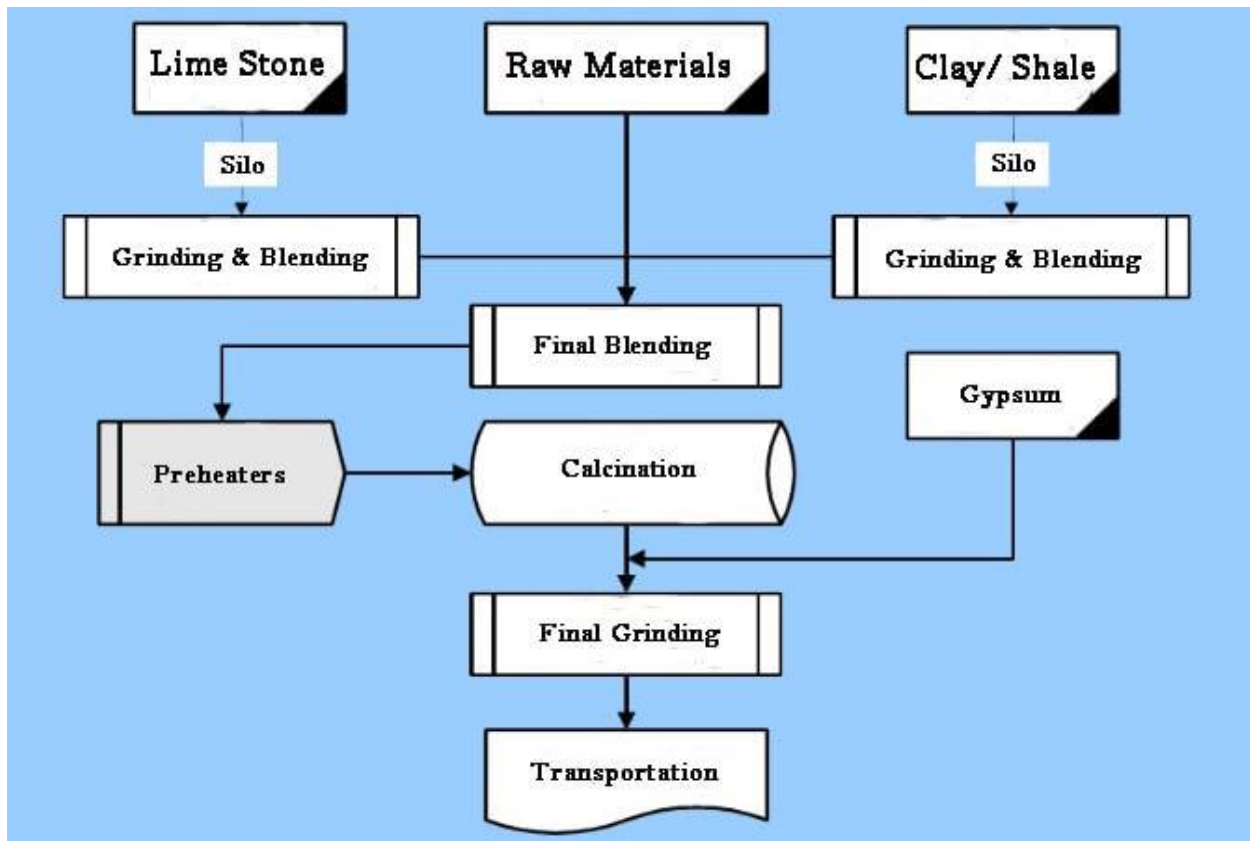 Lime Stone
Raw Materials
Clay/ Shale
Silo
Silo
Grinding & Blending
Grinding & Blending
Final Blending
Gypsum
Preheaters
Calcination
Final Grinding
Transportation